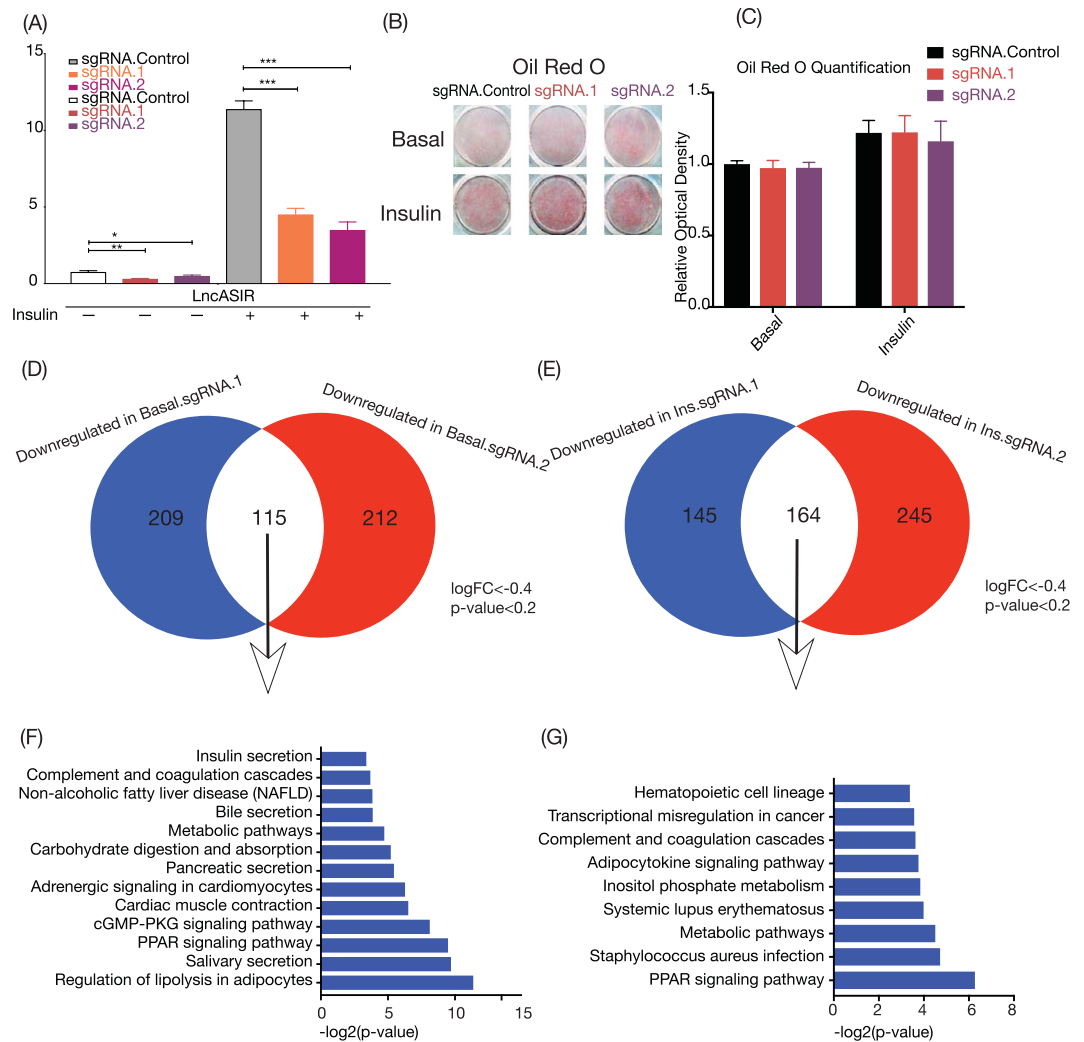 (A)
15
10
5
0
sgRNA.Control
sgRNA.1
sgRNA.2
sgRNA.Control
sgRNA.1
sgRNA.2
***
***
*
**
LncASIR
Insulin — — — + + +
(B)
Oil Red O
sgRNA.Control sgRNA.1 sgRNA.2
Basal
Insulin
(C)
sgRNA.Control
sgRNA.1
sgRNA.2
Oil Red O Quantification
Relative Optical Density
1.5
1.0
0.5
0.0
Basal
Insulin
(D)
Downregulated in Basal.sgRNA.1
Downregulated in Basal.sgRNA.2
209
115
212
logFC<-0.4
p-value<0.2
(E)
Downregulated in Ins.sgRNA.1
Downregulated in Ins.sgRNA.2
145
164
245
logFC<-0.4
p-value<0.2
(F)
Insulin secretion
Complement and coagulation cascades
Non-alcoholic fatty liver disease (NAFLD)
Bile secretion
Metabolic pathways
Carbohydrate digestion and absorption
Pancreatic secretion
Adrenergic signaling in cardiomyocytes
Cardiac muscle contraction
cGMP-PKG signaling pathway
PPAR signaling pathway
Salivary secretion
Regulation of lipolysis in adipocytes
0 5 10 15
-log2(p-value)
(G)
Hematopoietic cell lineage
Transcriptional misregulation in cancer
Complement and coagulation cascades
Adipocytokine signaling pathway
Inositol phosphate metabolism
Systemic lupus erythematosus
Metabolic pathways
Staphylococcus aureus infection
PPAR signaling pathway
0 2 4 6 8
-log2(p-value)